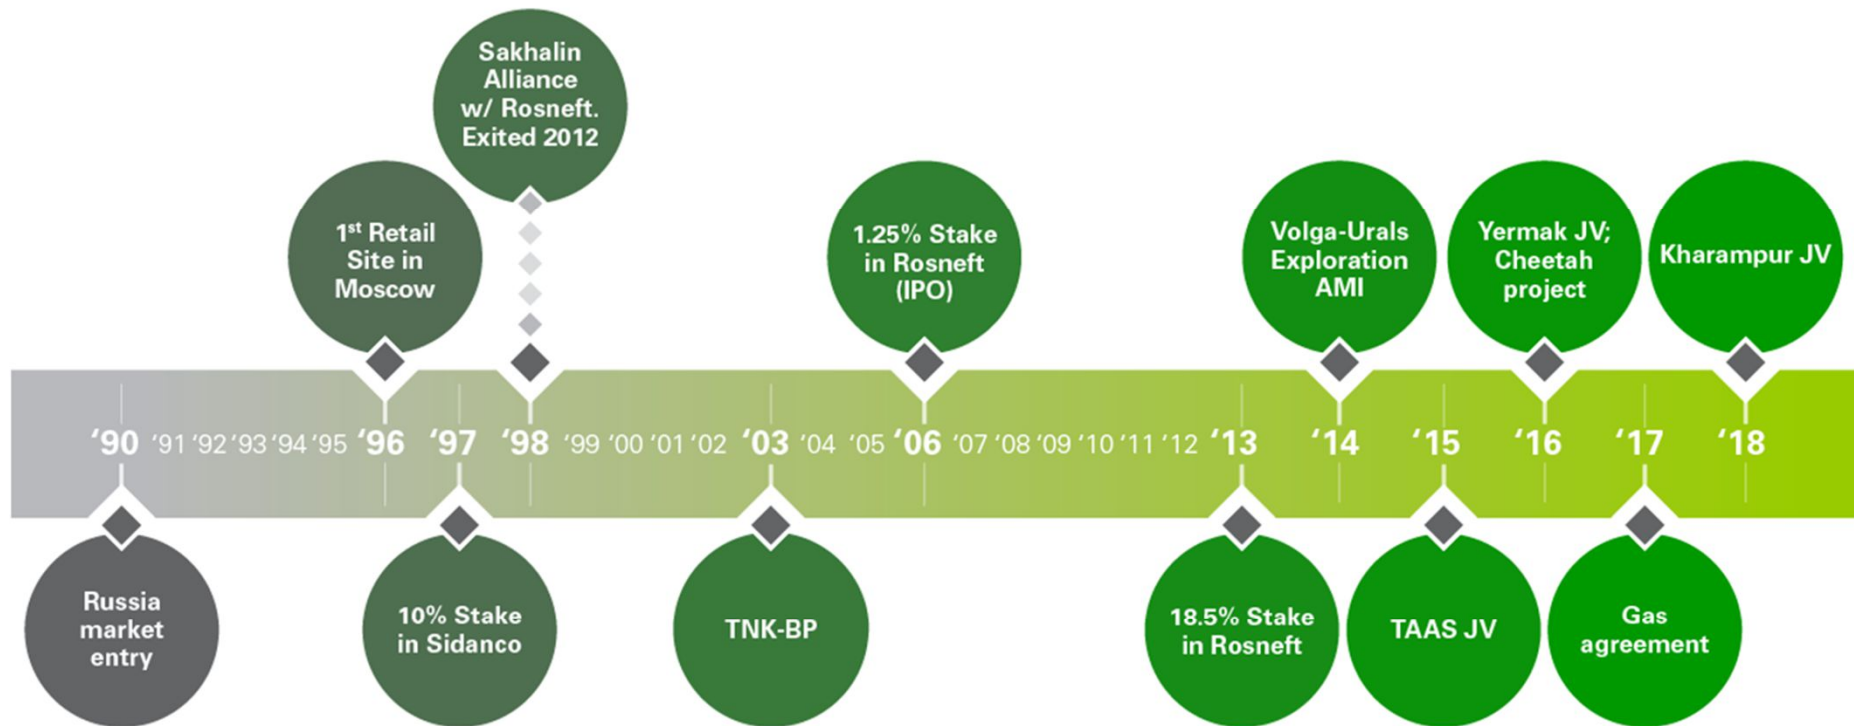 Sakhalin
Alliance
w/ Rosneft.
Exited 2012
1st Retail
Site in
Moscow
1.25% Stake
in Rosneft
(IPO)
Volga-Urals
Exploration
AMI
Yermak JV;
Cheetah
project
Kharampur JV
‘90 ‘91 ‘92 ‘93 ‘94 ‘95 ‘96 ‘97 ‘98 ‘99 ‘00 ‘01 ‘02 ‘03 ‘04 ‘05 ‘06 ‘07 ‘08 ‘09 ‘10 ‘11 ‘12 ‘13 ‘14 ‘15 ‘16 ‘17 ‘18
Russia
market
entry
10% Stake
in Sidanco
TNK-BP
18.5% Stake
in Rosneft
TAAS JV
Gas
agreement